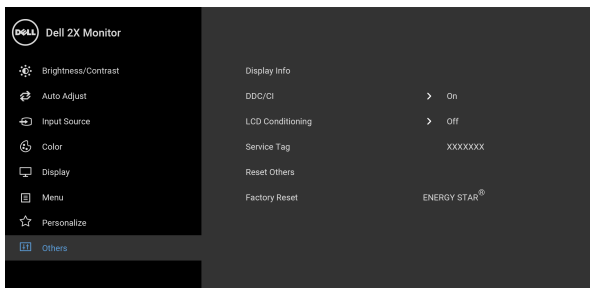 DELL Dell 2X Monitor
Brightness/Contrast
Auto Adjust
Input Source
Color
Display
Menu
Personalize
Others
Display Info
DDC/CI > On
LCD Conditioning > Off
Service Tag XXXXXXX
Reset Others
Factory Reset ENERGY STAR®